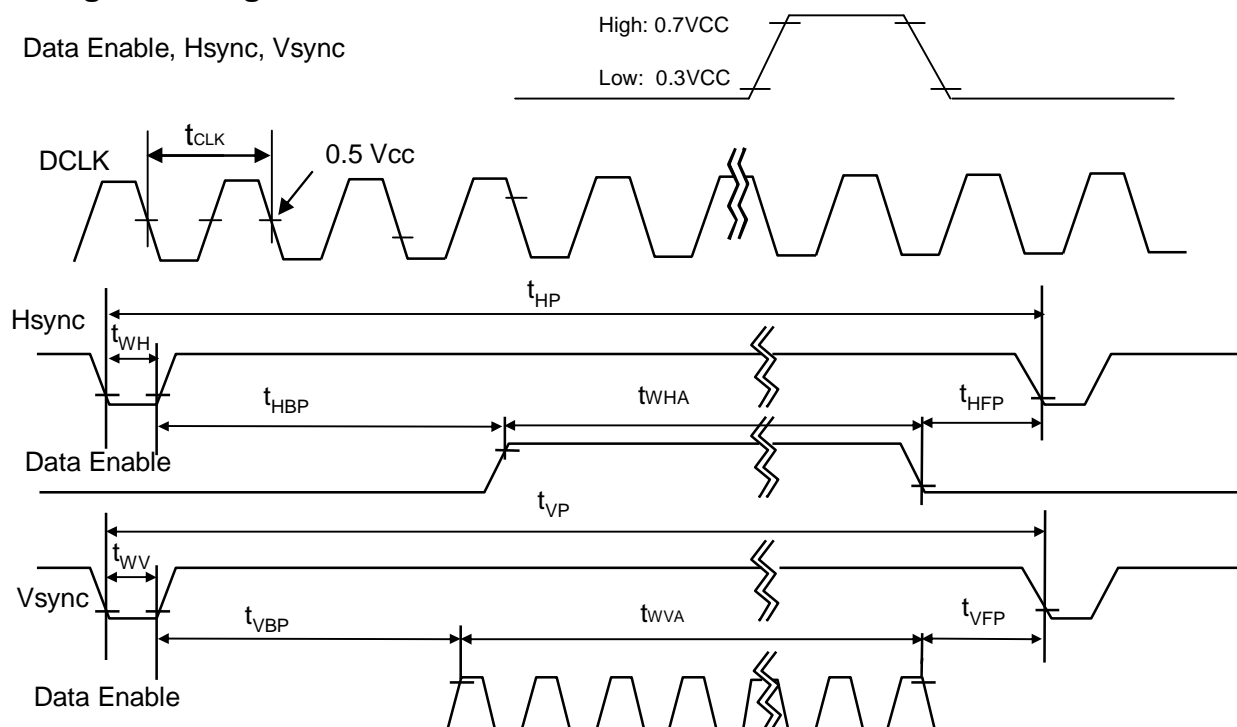 Data Enable, Hsync, Vsync
High: 0.7VCC
Low: 0.3VCC
tCLK
DCLK
0.5 Vcc
tHP
Hsync
tWH
tHBP
tWHA
tHFP
Data Enable
tVP
tWV
Vsync
tVBP
tWVA
tVFP
Data Enable